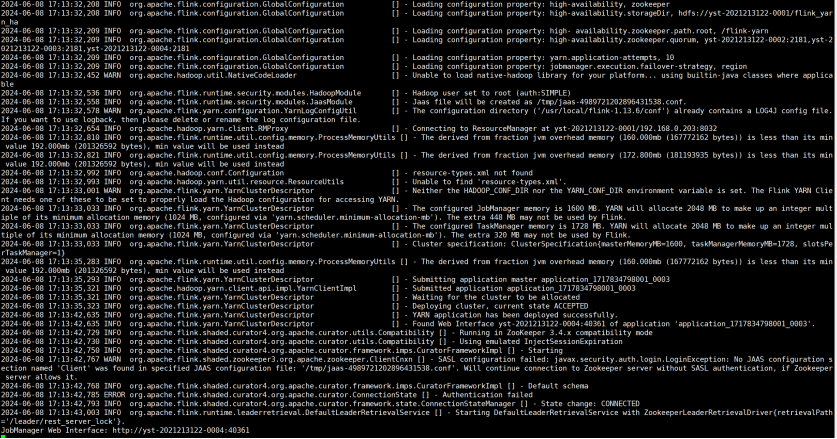 2024-06-08 17:13:32,208 INFO  org.apache.flink.configuration.GlobalConfiguration           [] - Loading configuration property: high-availability, zookeeper
2024-06-08 17:13:32,209 INFO  org.apache.flink.configuration.GlobalConfiguration           [] - Loading configuration property: high-availability.storageDir, hdfs://yst-2021213122-0001/flink_yar
n_ha
2024-06-08 17:13:32,209 INFO  org.apache.flink.configuration.GlobalConfiguration           [] - Loading configuration property: high- availability.zookeeper.path.root, /flink-yarn
2024-06-08 17:13:32,209 INFO  org.apache.flink.configuration.GlobalConfiguration           [] - Loading configuration property: high-availability.zookeeper.quorum, yst-2021213122-0002:2181,yst-2
021213122-0003:2181,yst-2021213122-0004:2181
2024-06-08 17:13:32,209 INFO  org.apache.flink.configuration.GlobalConfiguration           [] - Loading configuration property: yarn.application-attempts, 10
2024-06-08 17:13:32,209 INFO  org.apache.flink.configuration.GlobalConfiguration           [] - Loading configuration property: jobmanager.execution.failover-strategy, region
2024-06-08 17:13:32,452 WARN  org.apache.hadoop.util.NativeCodeLoader                      [] - Unable to load native-hadoop library for your platform... using builtin-java classes where applica
ble
2024-06-08 17:13:32,536 INFO  org.apache.flink.runtime.security.modules.HadoopModule       [] - Hadoop user set to root (auth:SIMPLE)
2024-06-08 17:13:32,558 INFO  org.apache.flink.runtime.security.modules.JaasModule         [] - Jaas file will be created as /tmp/jaas-4989721202896431538.conf.
2024-06-08 17:13:32,578 WARN  org.apache.flink.yarn.configuration.YarnLogConfigUtil        [] - The configuration directory ('/usr/local/flink-1.13.6/conf') already contains a LOG4J config file.
If you want to use logback, then please delete or rename the log configuration file.
2024-06-08 17:13:32,654 INFO  org.apache.hadoop.yarn.client.RMProxy                        [] - Connecting to ResourceManager at yst-2021213122-0001/192.168.0.203:8032
2024-06-08 17:13:32,810 INFO  org.apache.flink.runtime.util.config.memory.ProcessMemoryUtils [] - The derived from fraction jvm overhead memory (160.000mb (167772162 bytes)) is less than its min
 value 192.000mb (201326592 bytes), min value will be used instead
2024-06-08 17:13:32,821 INFO  org.apache.flink.runtime.util.config.memory.ProcessMemoryUtils [] - The derived from fraction jvm overhead memory (172.800mb (181193935 bytes)) is less than its min
 value 192.000mb (201326592 bytes), min value will be used instead
2024-06-08 17:13:32,992 INFO  org.apache.hadoop.conf.Configuration                         [] - resource-types.xml not found
2024-06-08 17:13:32,993 INFO  org.apache.hadoop.yarn.util.resource.ResourceUtils           [] - Unable to find 'resource-types.xml'.
2024-06-08 17:13:33,001 WARN  org.apache.flink.yarn.YarnClusterDescriptor                  [] - Neither the HADOOP_CONF_DIR nor the YARN_CONF_DIR environment variable is set. The Flink YARN Clie
nt needs one of these to be set to properly load the Hadoop configuration for accessing YARN.
2024-06-08 17:13:33,033 INFO  org.apache.flink.yarn.YarnClusterDescriptor                  [] - The configured JobManager memory is 1600 MB. YARN will allocate 2048 MB to make up an integer mult
iple of its minimum allocation memory (1024 MB, configured via 'yarn.scheduler.minimum-allocation-mb'). The extra 448 MB may not be used by Flink.
2024-06-08 17:13:33,033 INFO  org.apache.flink.yarn.YarnClusterDescriptor                  [] - The configured TaskManager memory is 1728 MB. YARN will allocate 2048 MB to make up an integer mul
tiple of its minimum allocation memory (1024 MB, configured via 'yarn.scheduler.minimum-allocation-mb'). The extra 320 MB may not be used by Flink.
2024-06-08 17:13:33,033 INFO  org.apache.flink.yarn.YarnClusterDescriptor                  [] - Cluster specification: ClusterSpecification{masterMemoryMB=1600, taskManagerMemoryMB=1728, slotsPe
rTaskManager=1}
2024-06-08 17:13:35,283 INFO  org.apache.flink.runtime.util.config.memory.ProcessMemoryUtils [] - The derived from fraction jvm overhead memory (160.000mb (167772162 bytes)) is less than its min
 value 192.000mb (201326592 bytes), min value will be used instead
2024-06-08 17:13:35,293 INFO  org.apache.flink.yarn.YarnClusterDescriptor                  [] - Submitting application master application_1717834798001_0003
2024-06-08 17:13:35,321 INFO  org.apache.hadoop.yarn.client.api.impl.YarnClientImpl        [] - Submitted application application_1717834798001_0003
2024-06-08 17:13:35,321 INFO  org.apache.flink.yarn.YarnClusterDescriptor                  [] - Waiting for the cluster to be allocated
2024-06-08 17:13:35,323 INFO  org.apache.flink.yarn.YarnClusterDescriptor                  [] - Deploying cluster, current state ACCEPTED
2024-06-08 17:13:42,635 INFO  org.apache.flink.yarn.YarnClusterDescriptor                  [] - YARN application has been deployed successfully.
2024-06-08 17:13:42,635 INFO  org.apache.flink.yarn.YarnClusterDescriptor                  [] - Found Web Interface yst-2021213122-0004:40361 of application 'application_1717834798001_0003'.
2024-06-08 17:13:42,729 INFO  org.apache.flink.shaded.curator4.org.apache.curator.utils.Compatibility [] - Running in ZooKeeper 3.4.x compatibility mode
2024-06-08 17:13:42,730 INFO  org.apache.flink.shaded.curator4.org.apache.curator.utils.Compatibility [] - Using emulated InjectSessionExpiration
2024-06-08 17:13:42,750 INFO  org.apache.flink.shaded.curator4.org.apache.curator.framework.imps.CuratorFrameworkImpl [] - Starting
2024-06-08 17:13:42,767 WARN  org.apache.flink.shaded.zookeeper3.org.apache.zookeeper.ClientCnxn [] - SASL configuration failed: javax.security.auth.login.LoginException: No JAAS configuration s
ection named 'Client' was found in specified JAAS configuration file: '/tmp/jaas-4989721202896431538.conf'. Will continue connection to Zookeeper server without SASL authentication, if Zookeeper
 server allows it.
2024-06-08 17:13:42,768 INFO  org.apache.flink.shaded.curator4.org.apache.curator.framework.imps.CuratorFrameworkImpl [] - Default schema
2024-06-08 17:13:42,785 ERROR org.apache.flink.shaded.curator4.org.apache.curator.ConnectionState [] - Authentication failed
2024-06-08 17:13:42,793 INFO  org.apache.flink.shaded.curator4.org.apache.curator.framework.state.ConnectionStateManager [] - State change: CONNECTED
2024-06-08 17:13:43,003 INFO  org.apache.flink.runtime.leaderretrieval.DefaultLeaderRetrievalService [] - Starting DefaultLeaderRetrievalService with ZookeeperLeaderRetrievalDriver{retrievalPath
='/leader/rest_server_lock'}.
JobManager Web Interface: http://yst-2021213122-0004:40361